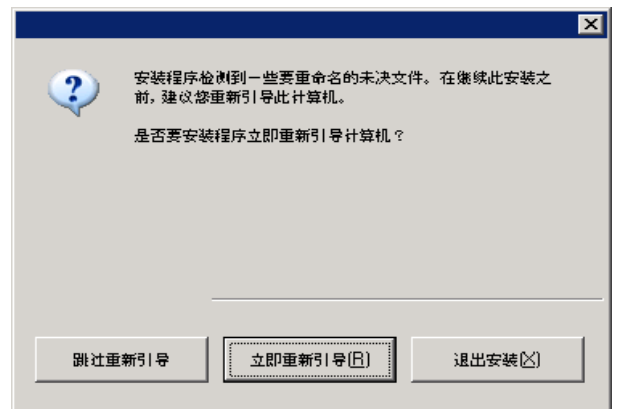 安装程序检测到一些要重命名的未决文件。在继续此安装之
前,建议您重新引导此计算机。
是否要安装程序立即重新引导计算机?
跳过重新引导 立即重新引导(R) 退出安装(X)